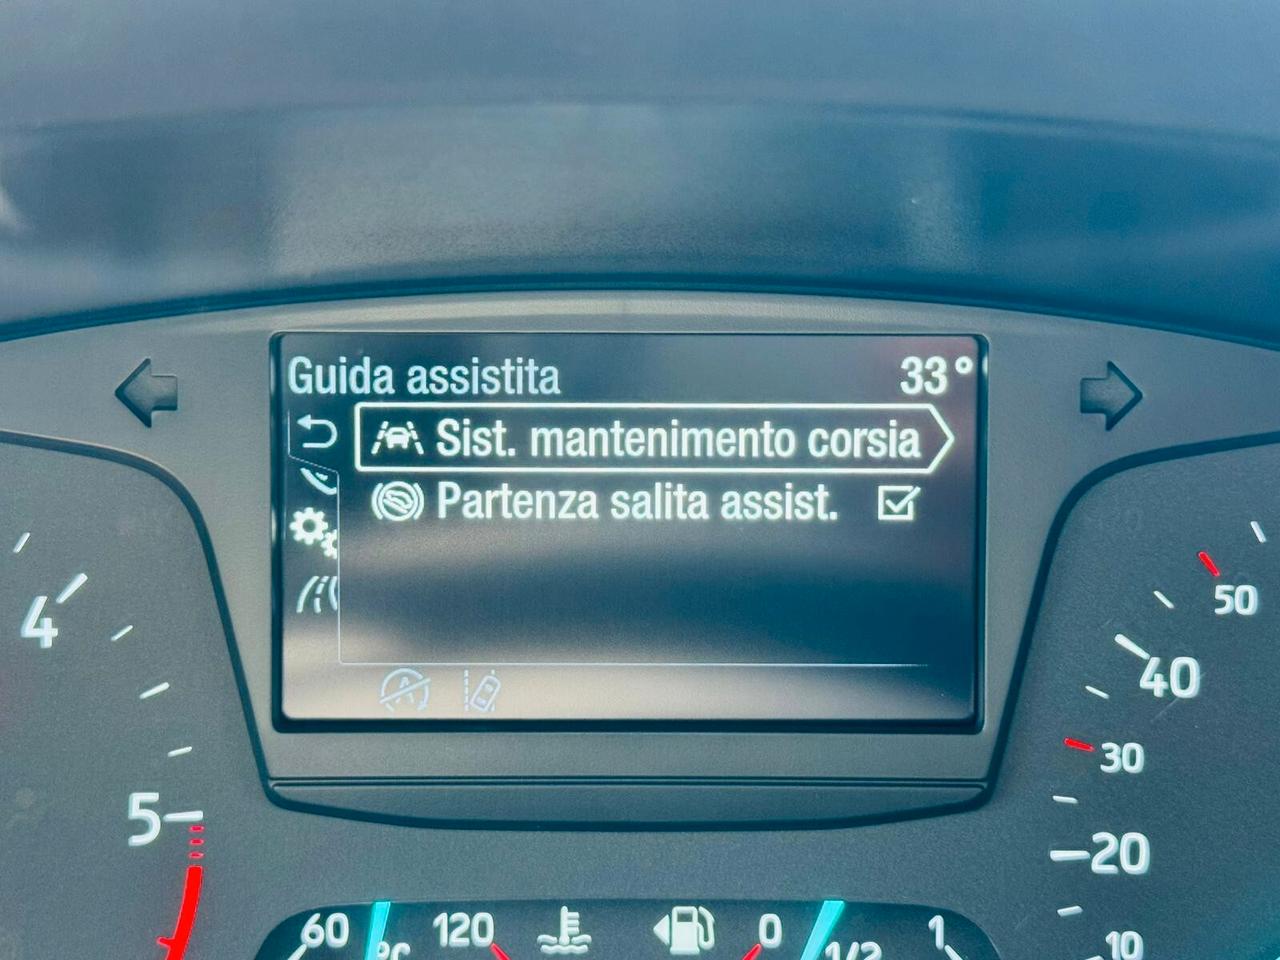 Guida assistita 33°
Sist. mantenimento corsia
Partenza salita assist.
4
5
50
40
30
20
10
60 °C 120
0 1/2 1